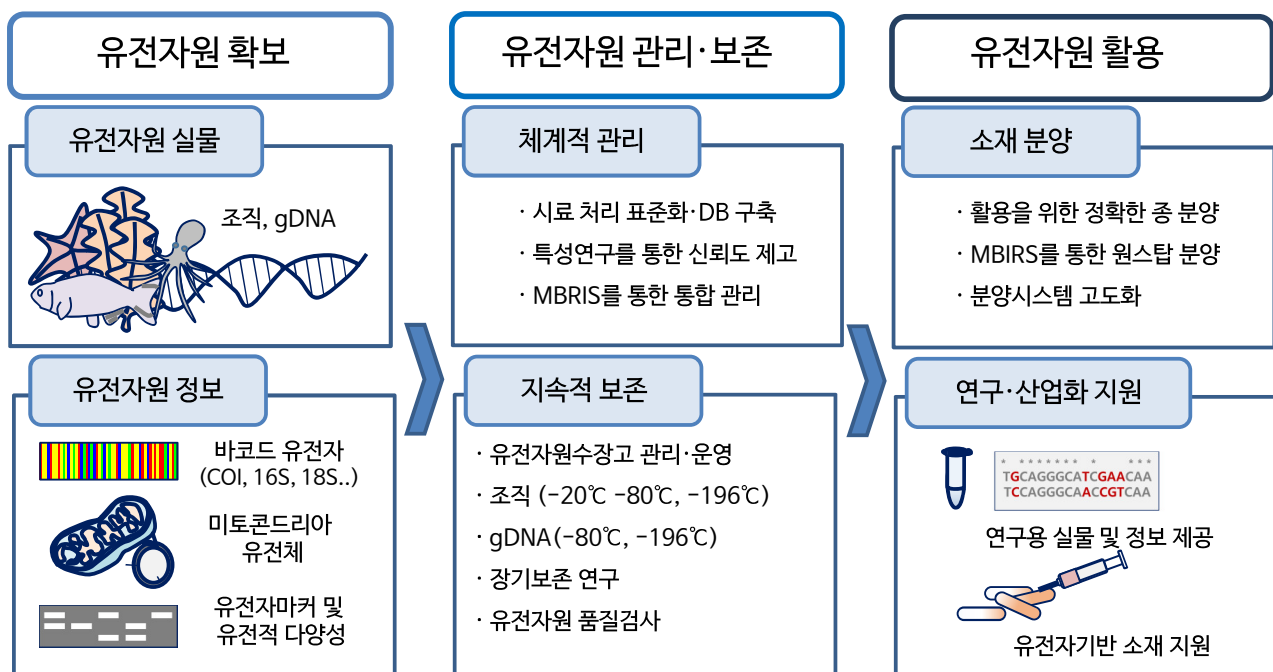 유전자원 확보
유전자원 실물
조직, gDNA
유전자원 정보
바코드 유전자
(COI, 16S, 18S..)
미토콘드리아
유전체
유전자마커 및
유전적 다양성
유전자원 관리·보존
체계적 관리
· 시료 처리 표준화·DB 구축
· 특성연구를 통한 신뢰도 제고
· MBRIS를 통한 통합 관리
지속적 보존
· 유전자원수장고 관리·운영
· 조직 (-20℃ -80℃, -196℃)
· gDNA(-80℃, -196℃)
· 장기보존 연구
· 유전자원 품질검사
유전자원 활용
소재 분양
· 활용을 위한 정확한 종 분양
· MBIRS를 통한 원스탑 분양
· 분양시스템 고도화
연구·산업화 지원
* ******* * ***
TGCAGGGCATCGAACAA
TCCAGGGCAACCGTCAA
연구용 실물 및 정보 제공
유전자기반 소재 지원